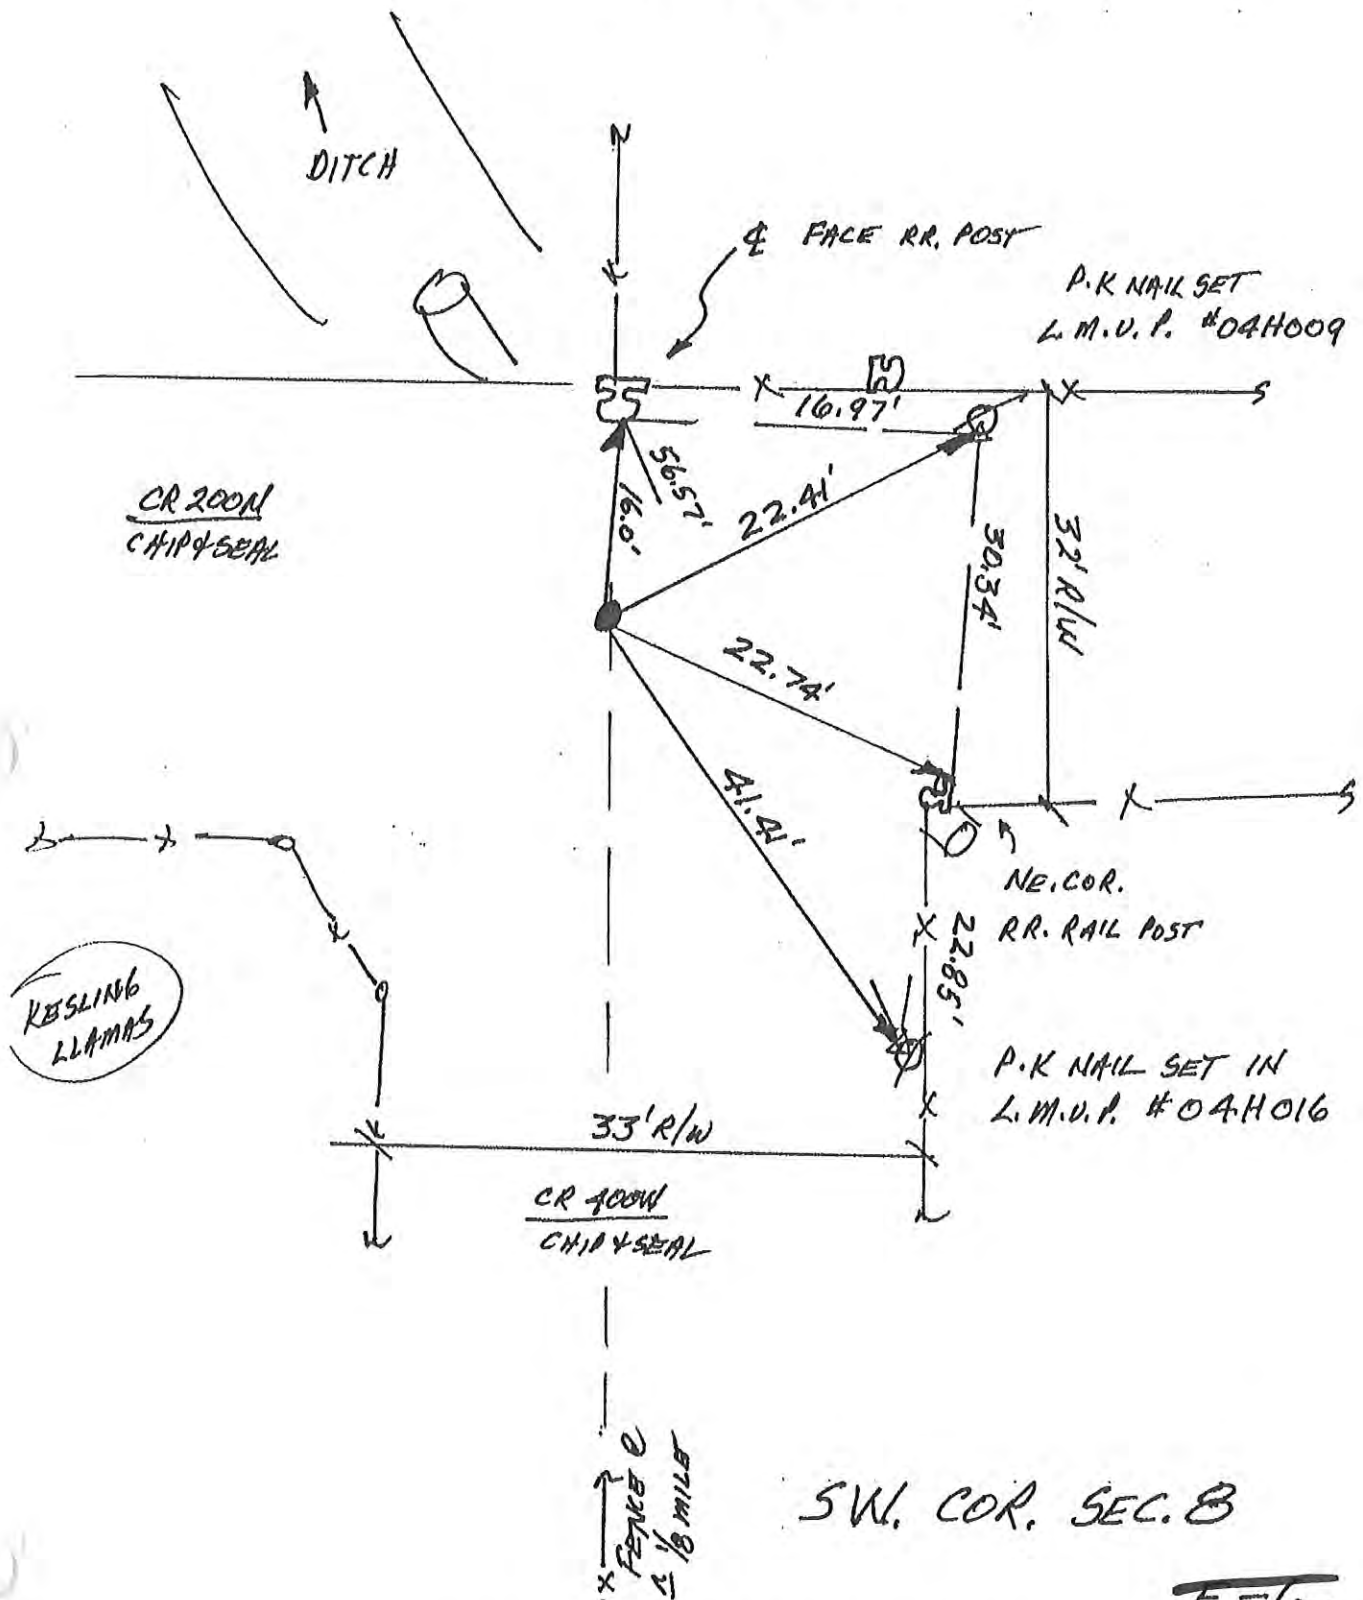 DITCH
N
℄ FACE RR. POST
P.K NAIL SET
L.M.U.P. #04H009
16.97'
56.57'
16.0'
22.41'
30.34'
32' R/W
CR 200N
CHIP & SEAL
22.74'
41.41'
NE. COR.
RR. RAIL POST
22.85'
KESLING
LLAMAS
P.K NAIL SET IN
L.M.U.P. #04H016
33' R/W
CR 400W
CHIP & SEAL
FENCE @
± 1/8 MILE
SW. COR. SEC. 8